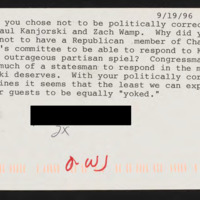 9/19/96
you chose not to be politically correc
aul Kanjorski and Zach Wamp. Why did y
not to have a Republican member of Cha
's committee to be able to respond to K
outrageous partisan spiel? Congressma
much of a statesman to respond in the m
ki deserves. With your politically cor
ines it seems that the least we can exp
r guests to be equally "yoked."